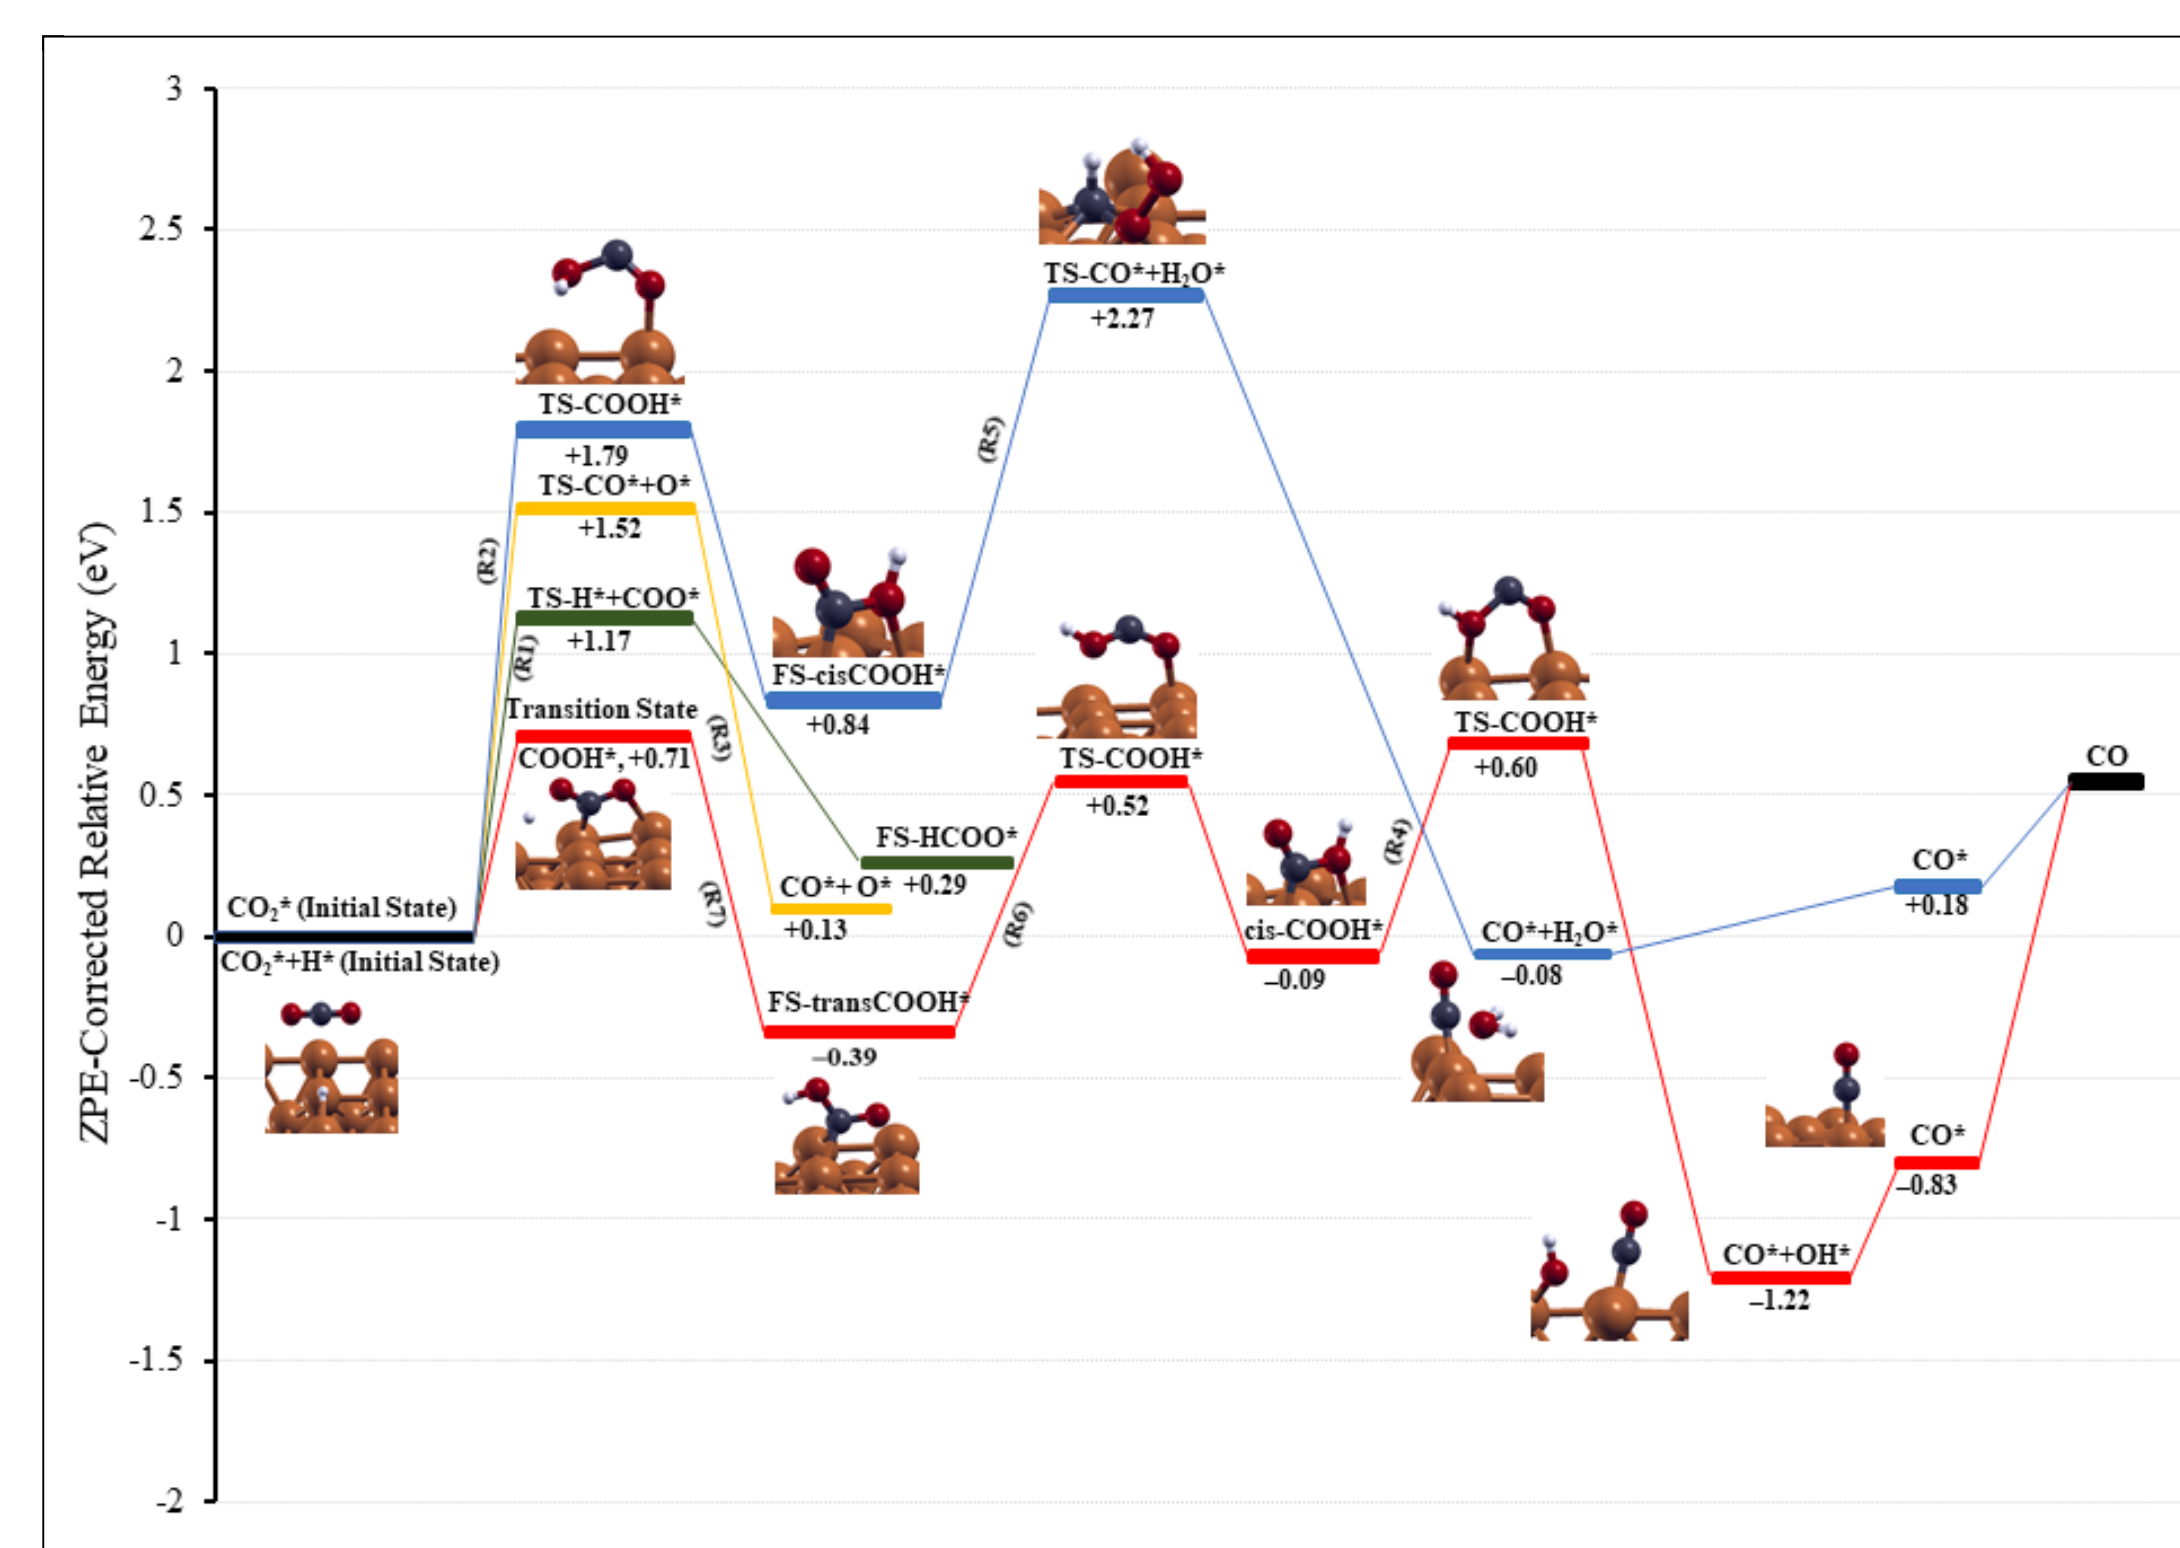 ZPE-Corrected Relative Energy (eV)
3
2.5
2
1.5
1
0.5
0
-0.5
-1
-1.5
-2
CO₂* (Initial State)
CO₂*+H* (Initial State)
(R2)
(R1)
TS-COOH*
+1.79
TS-CO*+O*
+1.52
TS-H*+COO*
+1.17
Transition State
COOH*, +0.71
(R3)
(R7)
FS-cisCOOH*
+0.84
FS-HCOO*
+0.29
CO*+ O*
+0.13
FS-transCOOH*
–0.39
(R5)
(R6)
TS-CO*+H₂O*
+2.27
TS-COOH*
+0.52
cis-COOH*
–0.09
(R4)
TS-COOH*
+0.60
CO*+H₂O*
–0.08
CO*+OH*
–1.22
CO*
+0.18
CO*
–0.83
CO